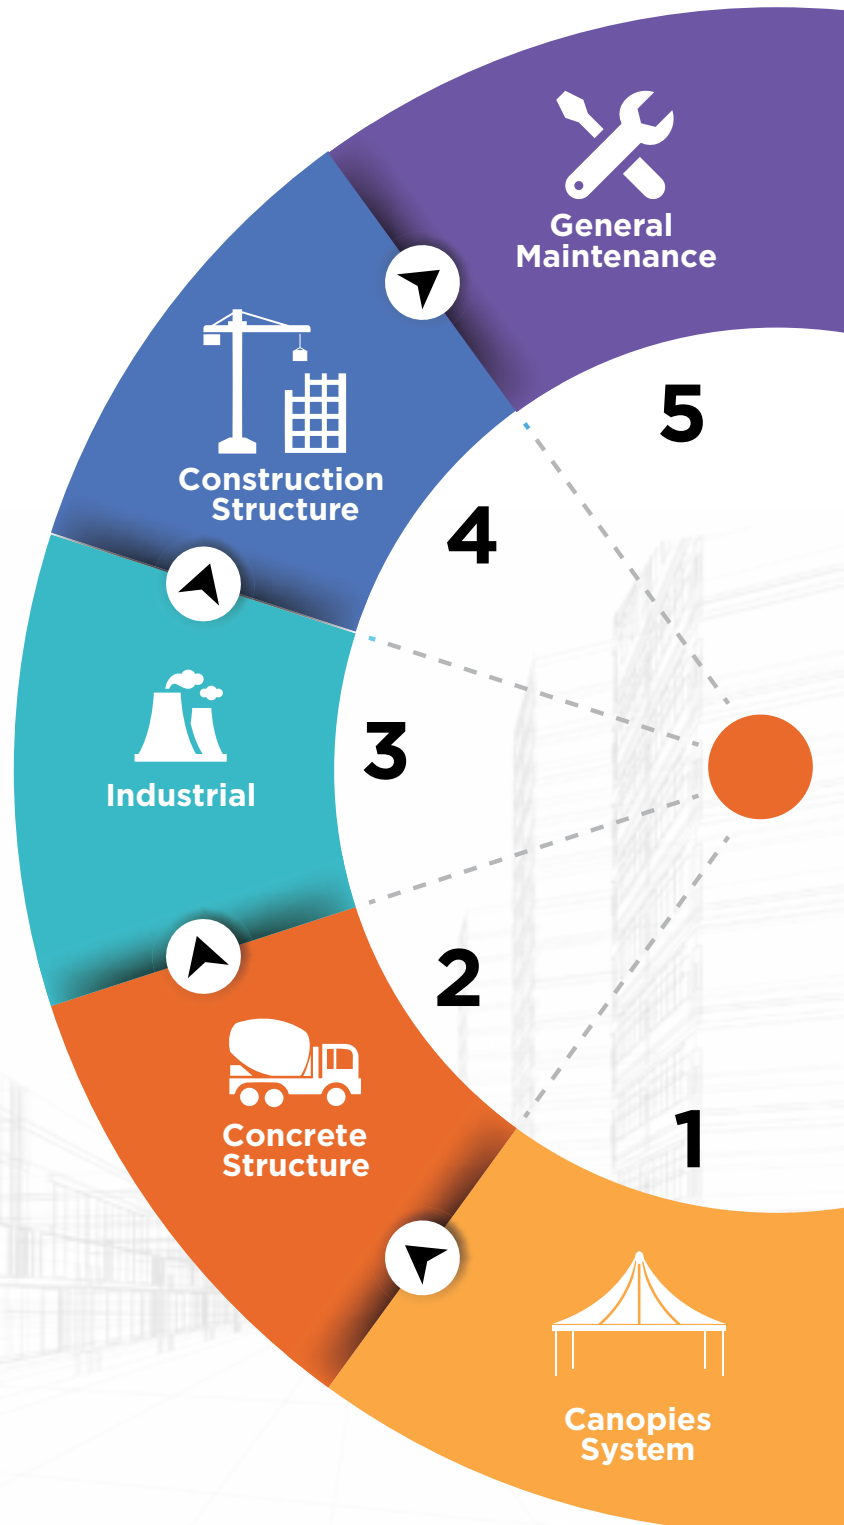 General
Maintenance
5
Construction
Structure
4
Industrial
3
2
Concrete
Structure
1
Canopies
System